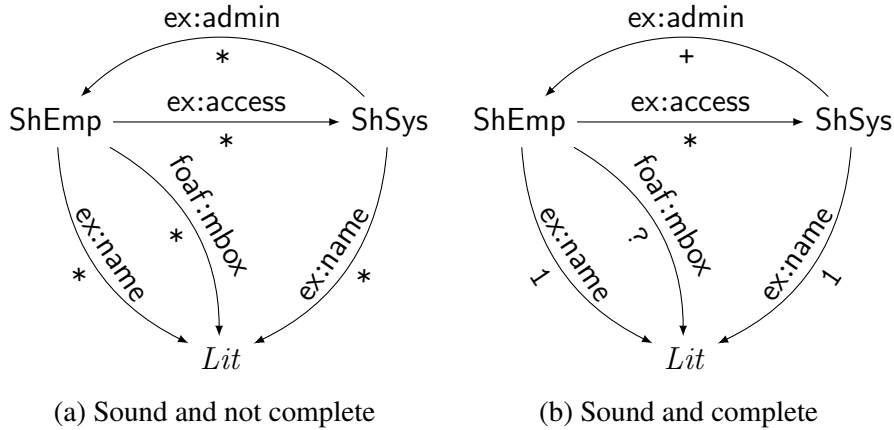 ex:admin
*
ShEmp
ex:access
*
ShSys
ex:name
*
foaf:mbox
*
ex:name
*
Lit
(a) Sound and not complete
ex:admin
+
ShEmp
ex:access
*
ShSys
ex:name
1
foaf:mbox
?
ex:name
1
Lit
(b) Sound and complete